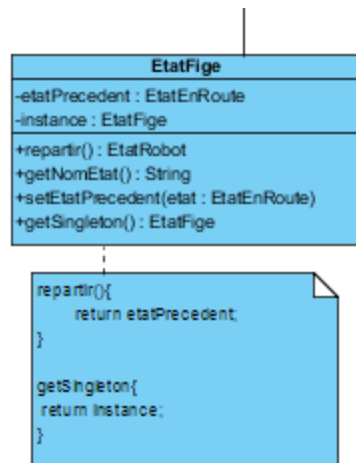 EtatFige
-etatPrecedent : EtatEnRoute
-instance : EtatFige
+repartir() : EtatRobot
+getNomEtat() : String
+setEtatPrecedent(etat : EtatEnRoute)
+getSingleton() : EtatFige
repartir(){
return etatPrecedent;
}
getSingleton{
return instance;
}